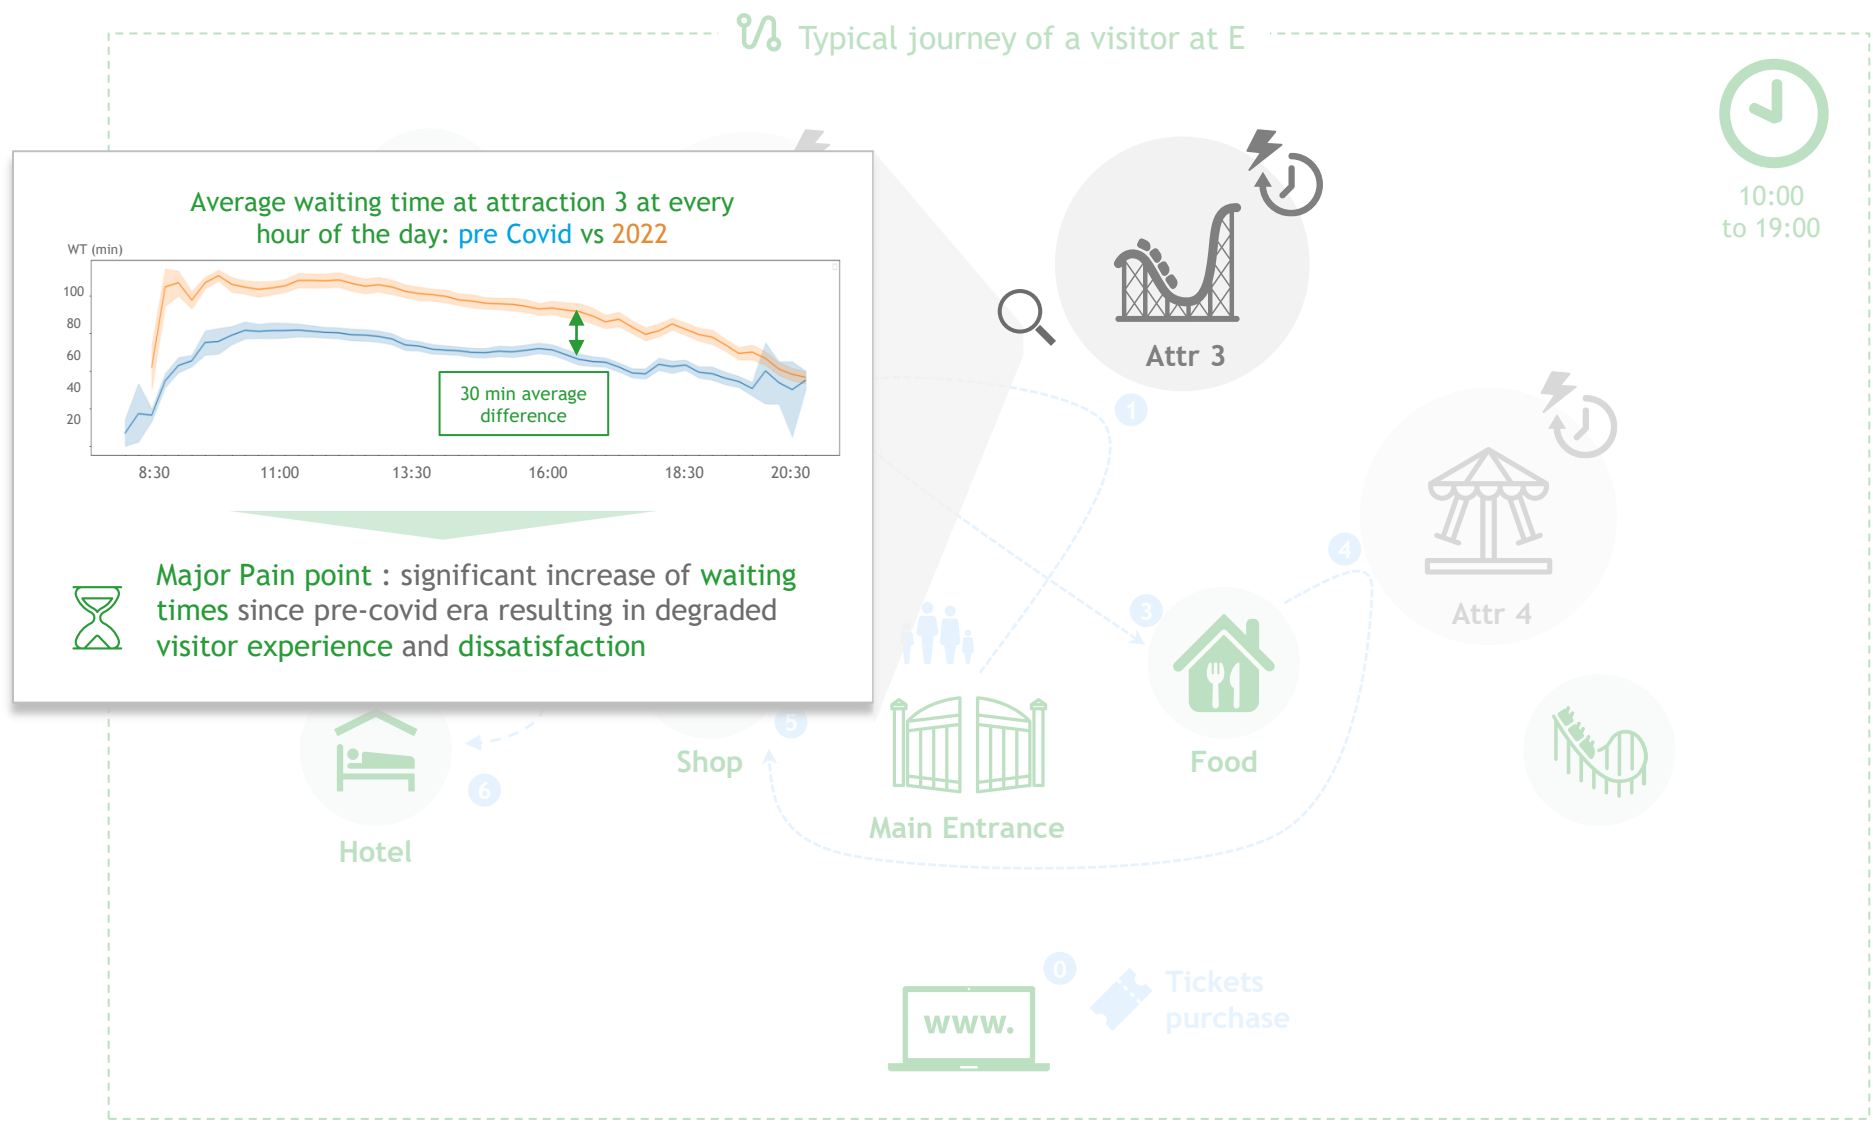 Typical journey of a visitor at E
10:00
to 19:00
Average waiting time at attraction 3 at every
hour of the day: pre Covid vs 2022
WT (min)
100
80
60
40
20
8:30
11:00
13:30
16:00
18:30
20:30
30 min average
difference
Major Pain point : significant increase of waiting
times since pre-covid era resulting in degraded
visitor experience and dissatisfaction
Attr 3
1
4
Attr 4
3
5
Shop
Food
6
Main Entrance
Hotel
0
Tickets
purchase
www.